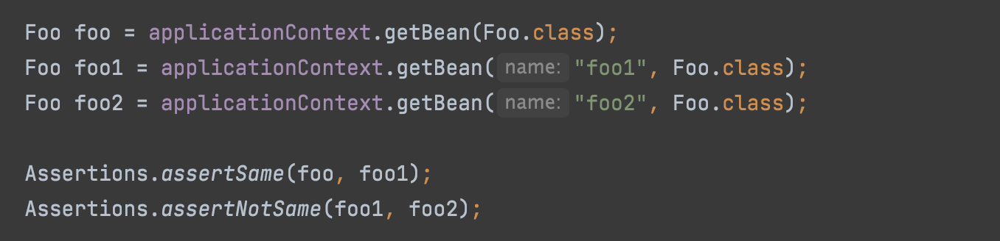 Foo foo = applicationContext.getBean(Foo.class);
Foo foo1 = applicationContext.getBean( name: "foo1", Foo.class);
Foo foo2 = applicationContext.getBean( name: "foo2", Foo.class);
Assertions.assertSame(foo, foo1);
Assertions.assertNotSame(foo1, foo2);